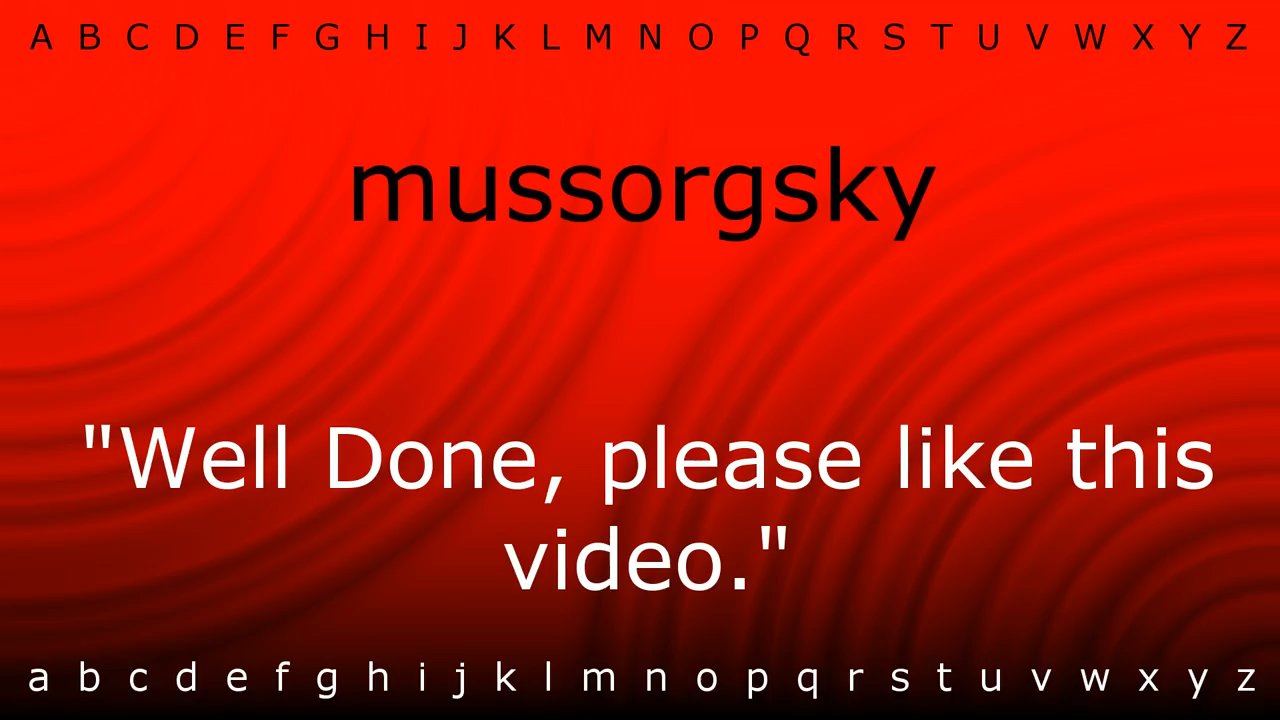 A B C D E F G H I J K L M N O P Q R S T U V W X Y Z
mussorgsky
"Well Done, please like this
video."
a b c d e f g h i j k l m n o p q r s t u v w x y z